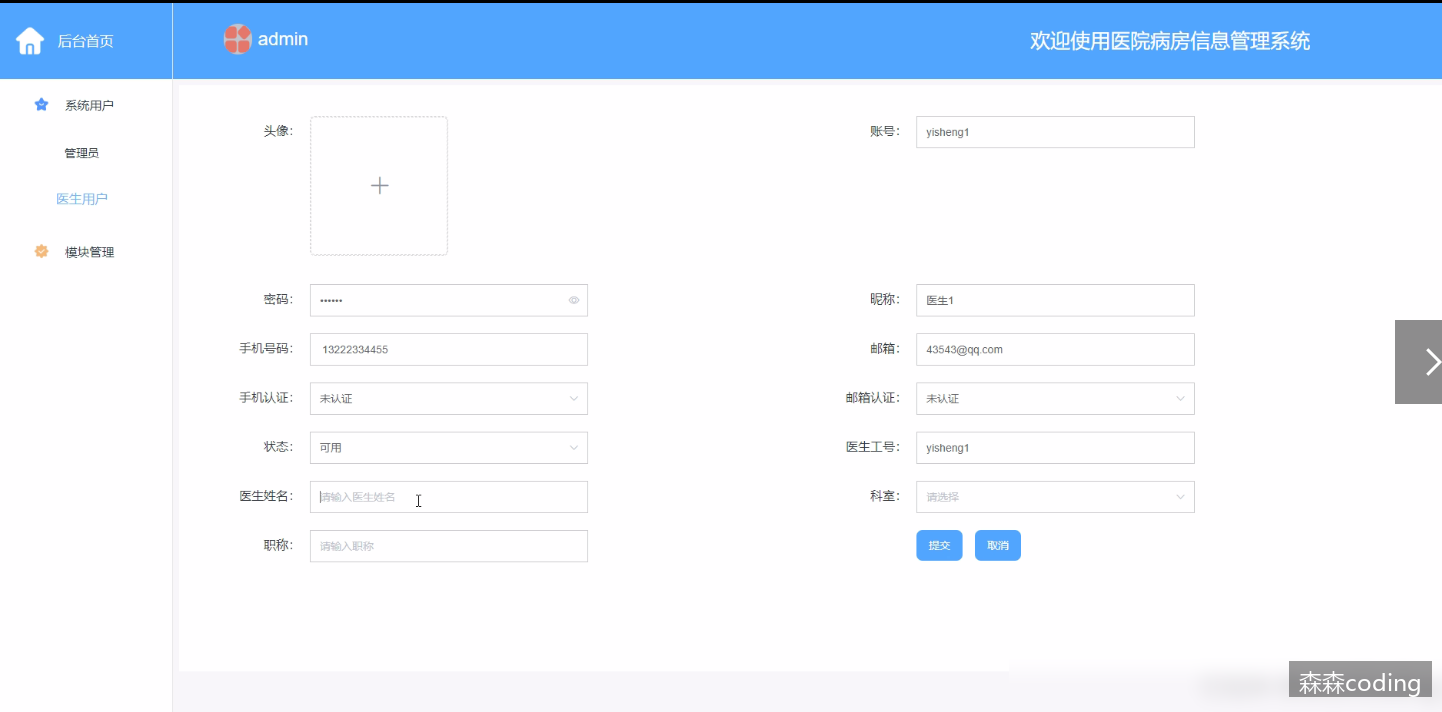 后台首页
admin
欢迎使用医院病房信息管理系统
系统用户
管理员
医生用户
模块管理
头像：
账号： yisheng1
密码： ••••••
昵称： 医生1
手机号码： 13222334455
邮箱： 43543@qq.com
手机认证： 未认证
邮箱认证： 未认证
状态： 可用
医生工号： yisheng1
医生姓名： 请输入医生姓名
科室： 请选择
职称： 请输入职称
提交 取消
森森coding